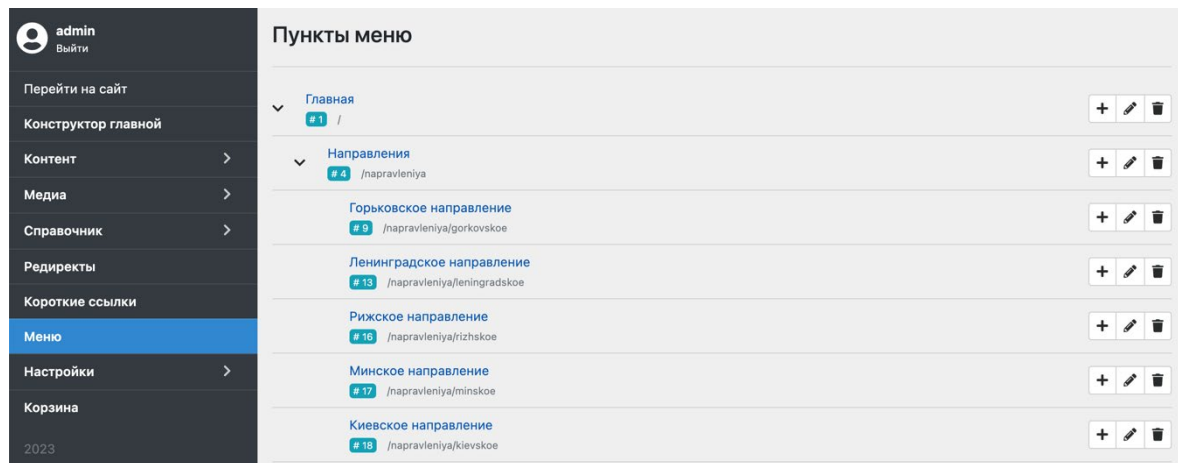 admin
Выйти
Перейти на сайт
Конструктор главной
Контент
Медиа
Справочник
Редиректы
Короткие ссылки
Меню
Настройки
Корзина
2023
Пункты меню
Главная
# 1 /
Направления
# 4 /napravleniya
Горьковское направление
# 9 /napravleniya/gorkovskoe
Ленинградское направление
# 13 /napravleniya/leningradskoe
Рижское направление
# 16 /napravleniya/rizhskoe
Минское направление
# 17 /napravleniya/minskoe
Киевское направление
# 18 /napravleniya/kievskoe